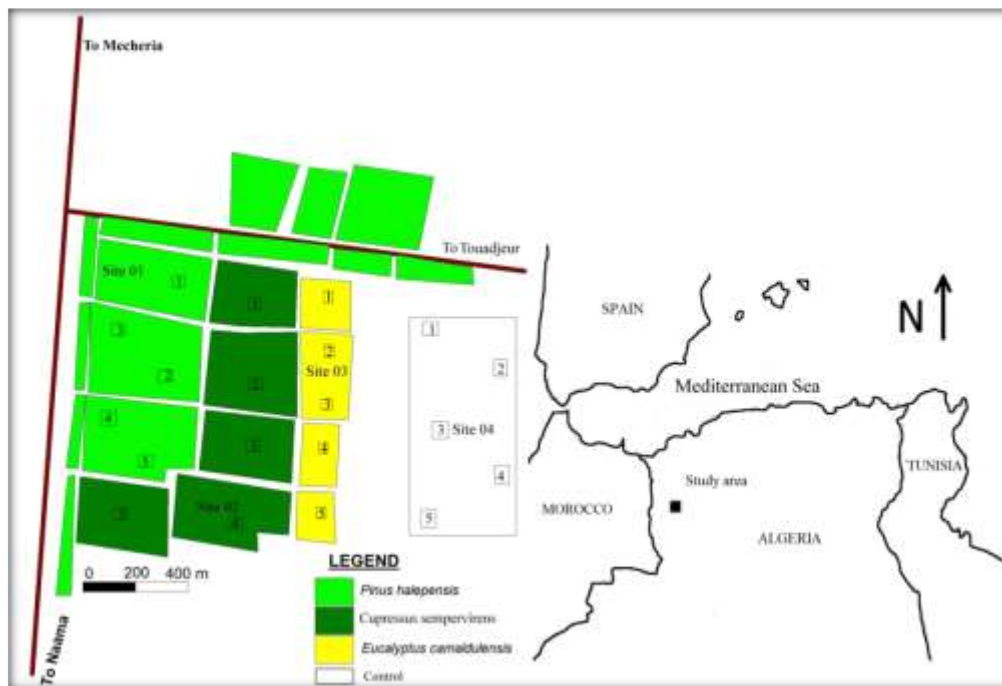 To Mecheria
To Touadjeur
Site 01
1
1
1
3
2
2
2
Site 03
3
4
3
4
5
Site 02
4
5
1
2
3 Site 04
4
5
SPAIN
N
Mediterranean Sea
TUNISIA
Study area
MOROCCO
ALGERIA
0 200 400 m
To Naama
LEGEND
Pinus halepensis
Cupressus sempervirens
Eucalyptus camaldulensis
Control